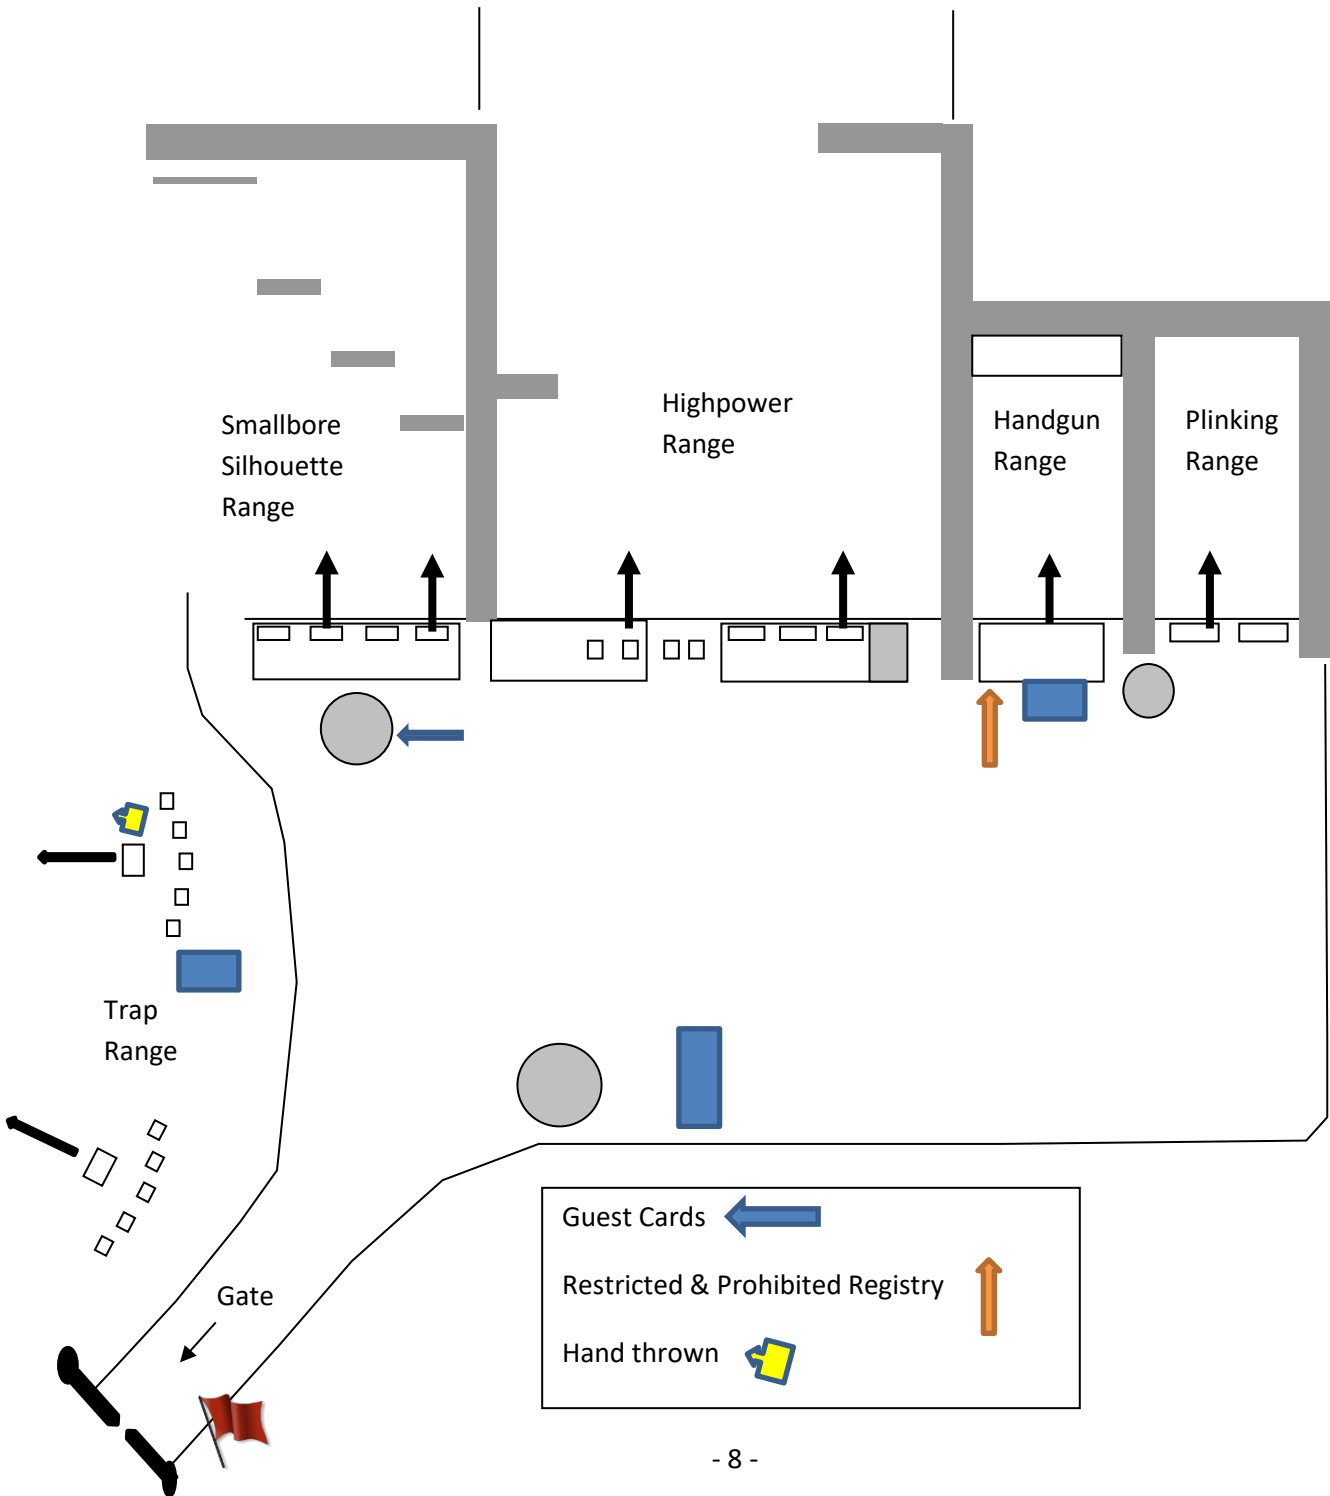 Smallbore
Silhouette
Range
Highpower
Range
Handgun
Range
Plinking
Range
Trap
Range
Gate
Guest Cards
Restricted & Prohibited Registry
Hand thrown
- 8 -